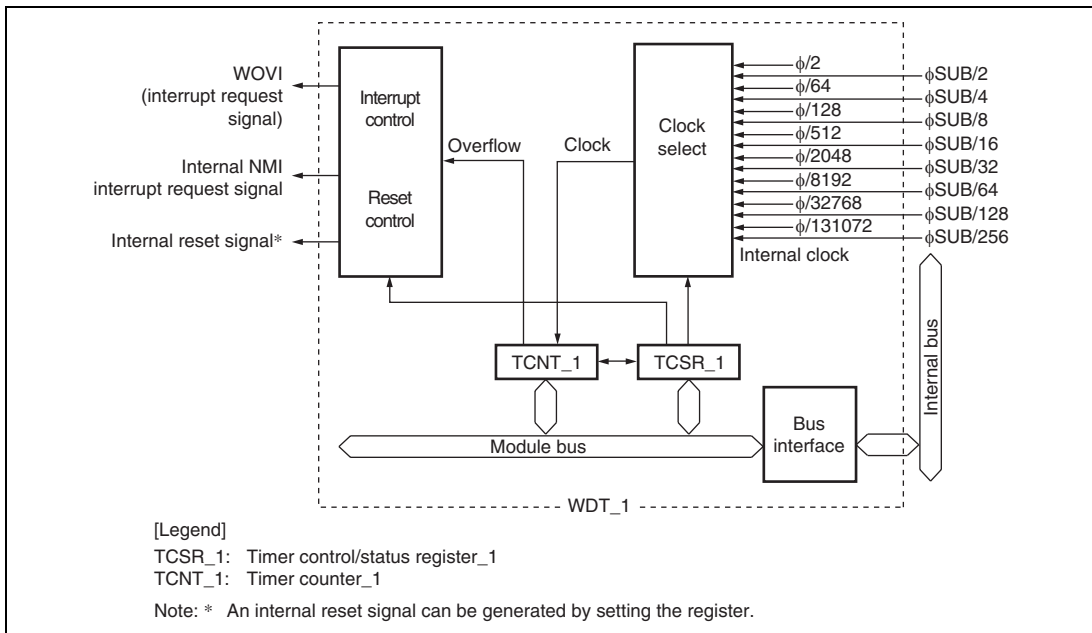 WOVI
(interrupt request
signal)
Internal NMI
interrupt request signal
Internal reset signal*
Interrupt
control
Reset
control
Overflow
Clock
Clock
select
ϕ/2
ϕSUB/2
ϕ/64
ϕSUB/4
ϕ/128
ϕSUB/8
ϕ/512
ϕSUB/16
ϕ/2048
ϕSUB/32
ϕ/8192
ϕSUB/64
ϕ/32768
ϕSUB/128
ϕ/131072
ϕSUB/256
Internal clock
TCNT_1
TCSR_1
Module bus
Bus
interface
Internal bus
WDT_1
[Legend]
TCSR_1: Timer control/status register_1
TCNT_1: Timer counter_1
Note: * An internal reset signal can be generated by setting the register.